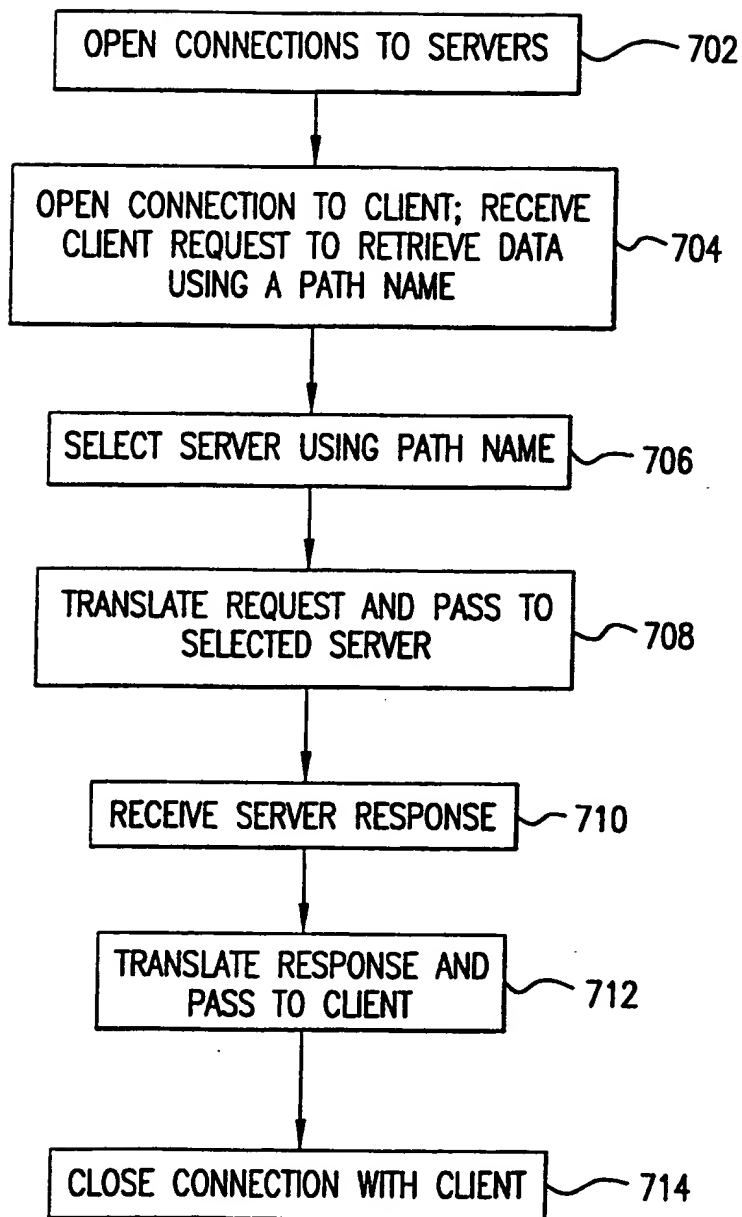 OPEN CONNECTIONS TO SERVERS
702
OPEN CONNECTION TO CLIENT; RECEIVE
CLIENT REQUEST TO RETRIEVE DATA
USING A PATH NAME
704
SELECT SERVER USING PATH NAME
706
TRANSLATE REQUEST AND PASS TO
SELECTED SERVER
708
RECEIVE SERVER RESPONSE
710
TRANSLATE RESPONSE AND
PASS TO CLIENT
712
CLOSE CONNECTION WITH CLIENT
714